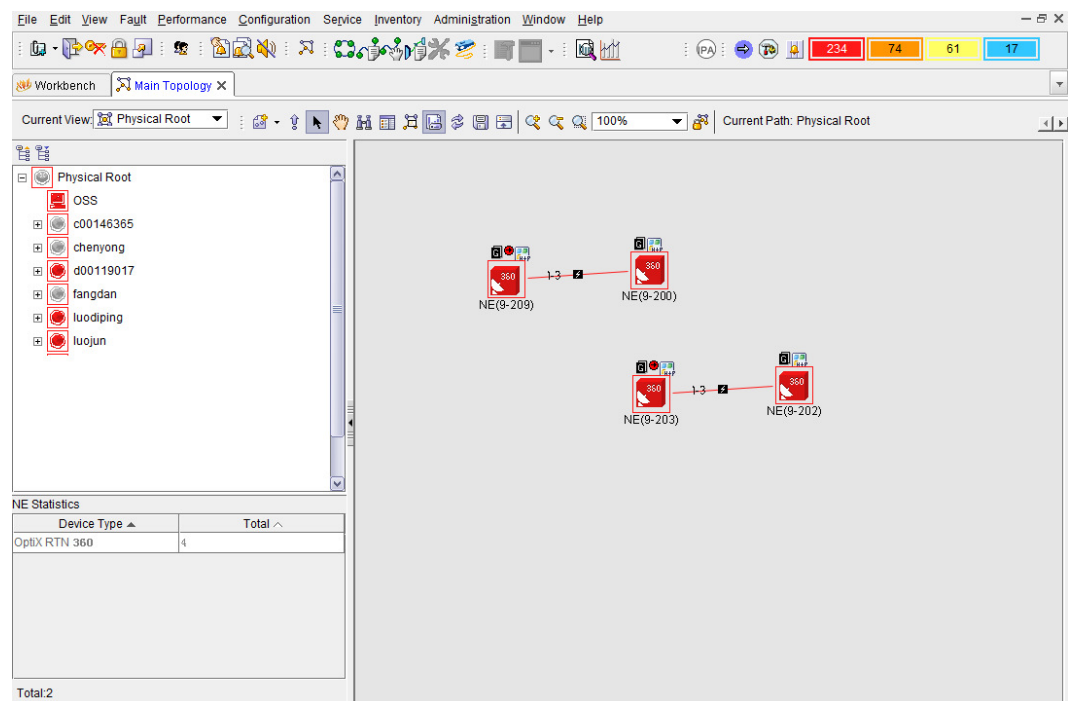 File Edit View Fault Performance Configuration Service Inventory Administration Window Help
PA 234 74 61 17
Workbench Main Topology
Current View: Physical Root 100% Current Path: Physical Root
Physical Root
OSS
c00146365
chenyong
d00119017
fangdan
luodiping
luojun
G G
360 1-3 360
NE(9-209) NE(9-200)
G G
360 1-3 360
NE(9-203) NE(9-202)
NE Statistics
Device Type Total
OptiX RTN 360 4
Total:2